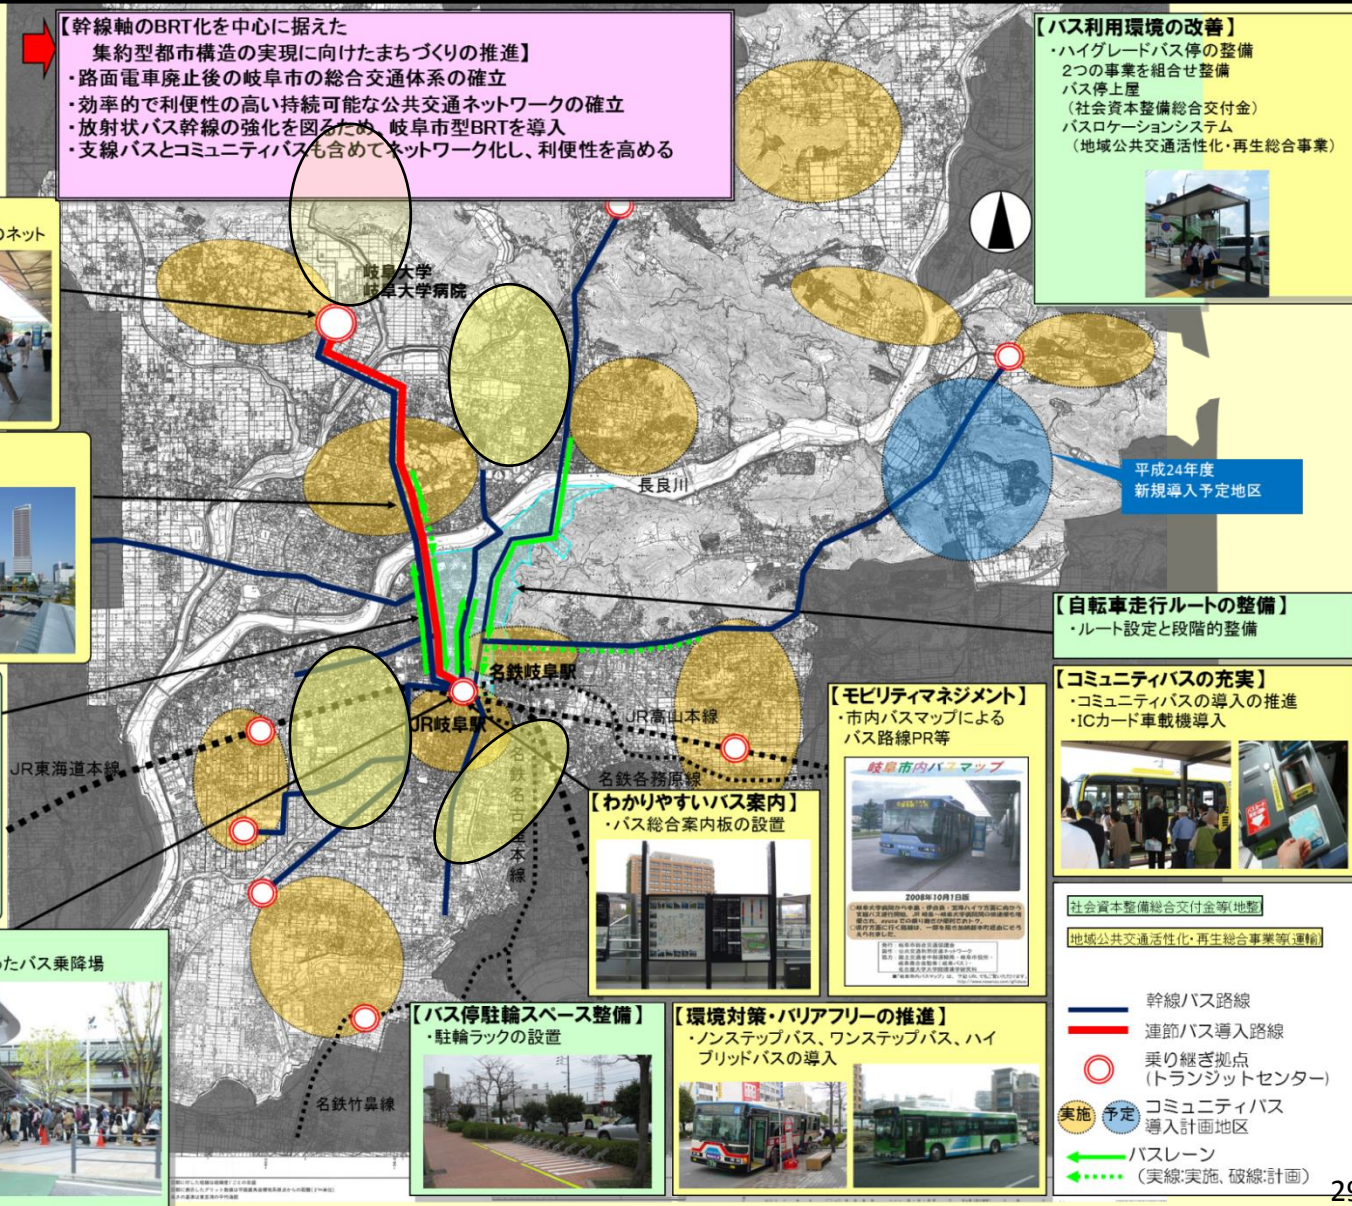 【幹線軸のBRT化を中心に据えた
集約型都市構造の実現に向けたまちづくりの推進】
・路面電車廃止後の岐阜市の総合交通体系の確立
・効率的で利便性の高い持続可能な公共交通ネットワークの確立
・放射状バス幹線の強化を図るため、岐阜市型BRTを導入
・支線バスとコミュニティバスも含めてネットワーク化し、利便性を高める
【バス利用環境の改善】
・ハイグレードバス停の整備
2つの事業を組合せ整備
バス停上屋
（社会資本整備総合交付金）
バスロケーションシステム
（地域公共交通活性化・再生総合事業）
のネット
岐阜大学
岐阜大学病院
長良川
平成24年度
新規導入予定地区
【自転車走行ルートの整備】
・ルート設定と段階的整備
名鉄岐阜駅
JR岐阜駅
JR高山本線
JR東海道本線
名鉄各務原線
名鉄名古屋本線
名鉄竹鼻線
【コミュニティバスの充実】
・コミュニティバスの導入の推進
・ICカード車載機導入
【モビリティマネジメント】
・市内バスマップによる
バス路線PR等
岐阜市内バスマップ
2008年10月1日版
【わかりやすいバス案内】
・バス総合案内板の設置
たバス乗降場
【バス停駐輪スペース整備】
・駐輪ラックの設置
【環境対策・バリアフリーの推進】
・ノンステップバス、ワンステップバス、ハイ
ブリッドバスの導入
社会資本整備総合交付金等(地整)
地域公共交通活性化・再生総合事業等(運輸)
幹線バス路線
連節バス導入路線
乗り継ぎ拠点
(トランジットセンター)
実施 予定 コミュニティバス
導入計画地区
バスレーン
（実線:実施、破線:計画）
29